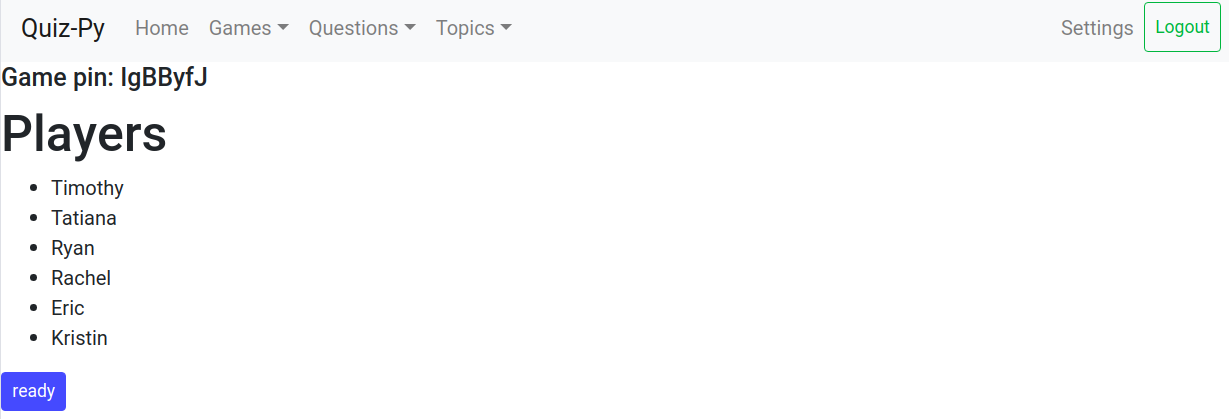 Quiz-Py Home Games Questions Topics Settings Logout
Game pin: IgBByfJ
Players
Timothy
Tatiana
Ryan
Rachel
Eric
Kristin
ready